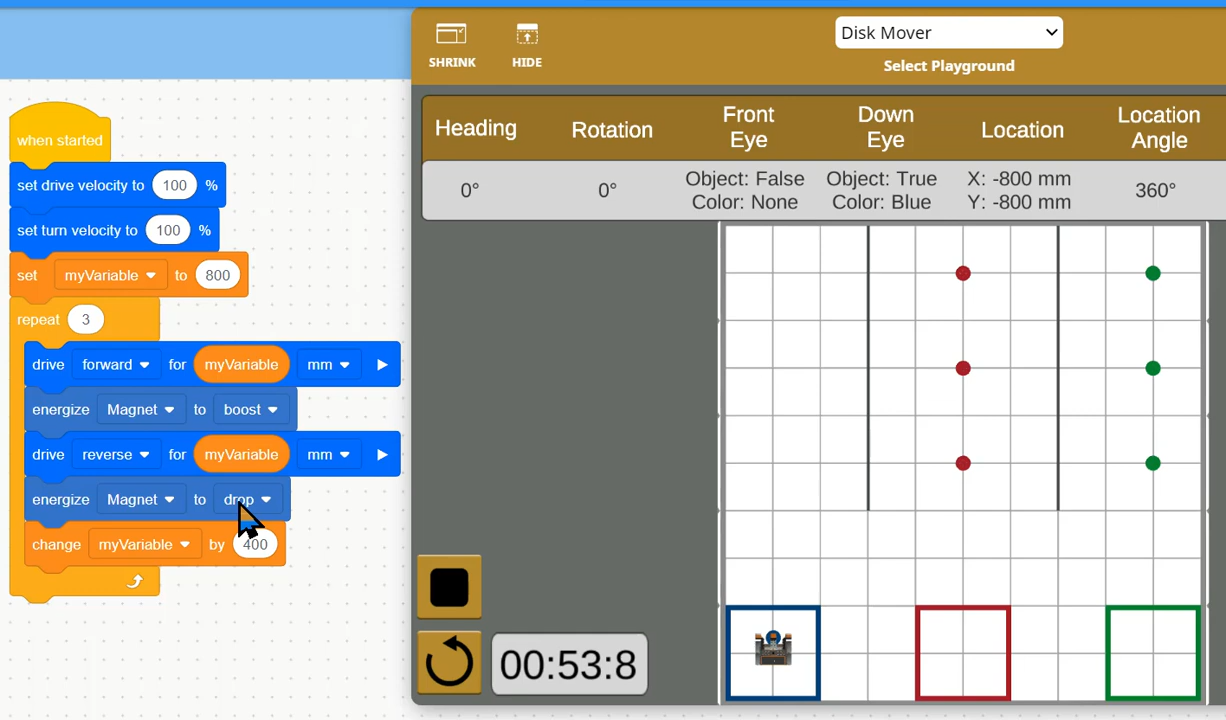 when started
set drive velocity to 100 %
set turn velocity to 100 %
set myVariable to 800
repeat 3
drive forward for myVariable mm
energize Magnet to boost
drive reverse for myVariable mm
energize Magnet to drop
change myVariable by 400
SHRINK
HIDE
Disk Mover
Select Playground
Heading
Rotation
Front
Eye
Down
Eye
Location
Location
Angle
0°
0°
Object: False
Color: None
Object: True
Color: Blue
X: -800 mm
Y: -800 mm
360°
00:53:8